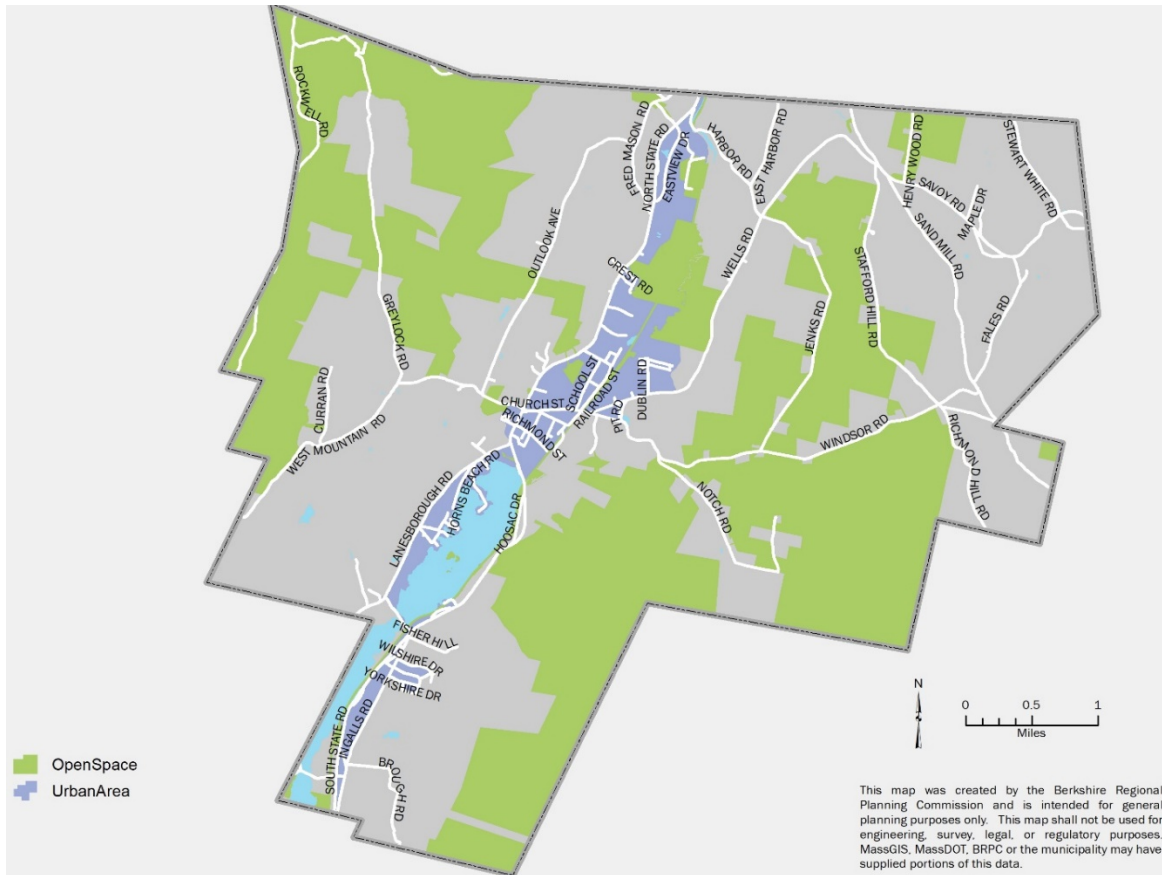 ROCKWELL RD
FRED MASON RD
NORTH STATE RD
EASTVIEW DR
HARBOR RD
EAST HARBOR RD
HENRY WOOD RD
STEWART WHITE RD
SAVOY RD
MAPLE DR
SAND MILL RD
OUTLOOK AVE
WELLS RD
STAFFORD HILL RD
CREST RD
GREYLOCK RD
JENKS RD
FALES RD
CURRAN RD
SCHOOL ST
RAILROAD ST
DUBLIN RD
CHURCH ST
RICHMOND ST
PIT RD
WEST MOUNTAIN RD
WINDSOR RD
RICHMOND HILL RD
LANESBOROUGH RD
HORNS BEACH RD
HOOSAC DR
NOTCH RD
FISHER HILL
WILSHIRE DR
YORKSHIRE DR
SOUTH STATE RD
INGALLS RD
BROUGH RD
N
0 0.5 1
Miles
OpenSpace
UrbanArea
This map was created by the Berkshire Regional
Planning Commission and is intended for general
planning purposes only. This map shall not be used for
engineering, survey, legal, or regulatory purposes.
MassGIS, MassDOT, BRPC or the municipality may have
supplied portions of this data.